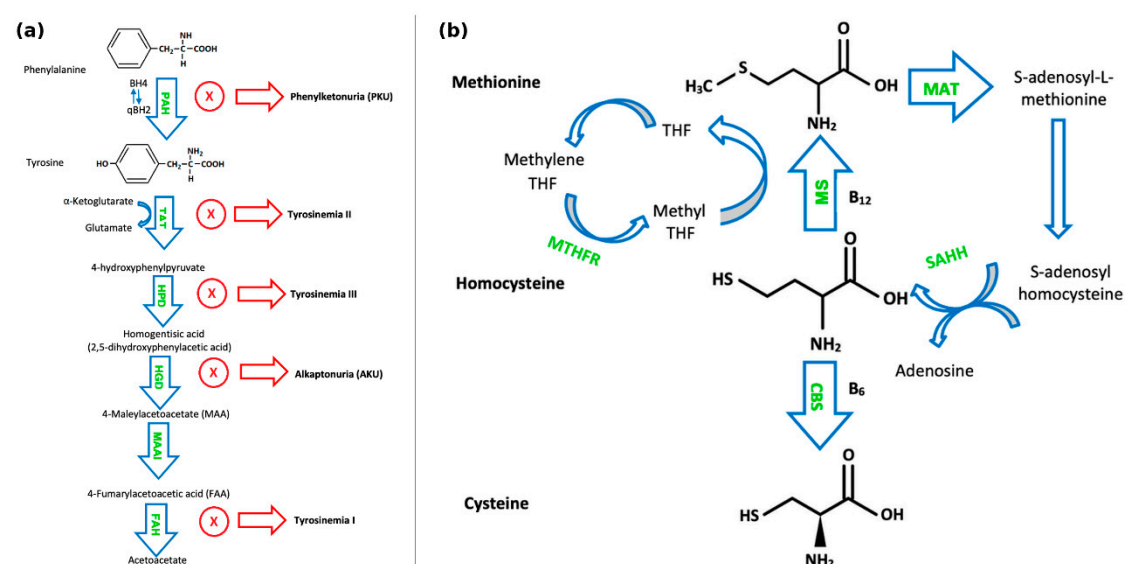 (a)
NH
CH₂ C COOH
H
Phenylalanine
BH4
qBH2
PAH
X
Phenylketonuria (PKU)
NH₂
HO
CH₂ C COOH
H
Tyrosine
α-Ketoglutarate
Glutamate
TAT
X
Tyrosinemia II
4-hydroxyphenylpyruvate
HPD
X
Tyrosinemia III
Homogentisic acid
(2,5-dihydroxyphenylacetic acid)
HGD
X
Alkaptonuria (AKU)
4-Maleylacetoacetate (MAA)
MAAI
4-Fumarylacetoacetic acid (FAA)
FAH
X
Tyrosinemia I
Acetoacetate
(b)
Methionine
O
S
H₃C
OH
NH₂
MAT
S-adenosyl-L-
methionine
THF
Methylene
THF
Methyl
THF
MTHFR
MS
B₁₂
Homocysteine
O
HS
OH
NH₂
SAHH
S-adenosyl
homocysteine
Adenosine
CBS
B₆
Cysteine
O
HS
OH
NH₂